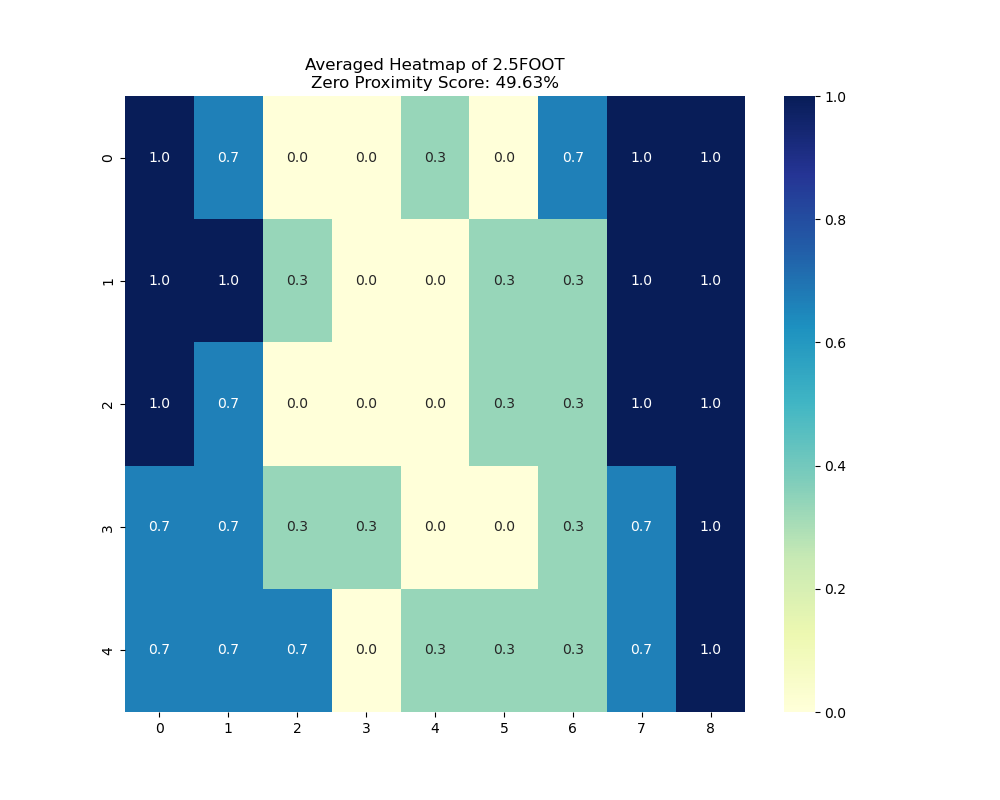 Averaged Heatmap of 2.5FOOT
Zero Proximity Score: 49.63%
0 1.0 0.7 0.0 0.0 0.3 0.0 0.7 1.0 1.0
1 1.0 1.0 0.3 0.0 0.0 0.3 0.3 1.0 1.0
2 1.0 0.7 0.0 0.0 0.0 0.3 0.3 1.0 1.0
3 0.7 0.7 0.3 0.3 0.0 0.0 0.3 0.7 1.0
4 0.7 0.7 0.7 0.0 0.3 0.3 0.3 0.7 1.0
0 1 2 3 4 5 6 7 8
1.0
0.8
0.6
0.4
0.2
0.0